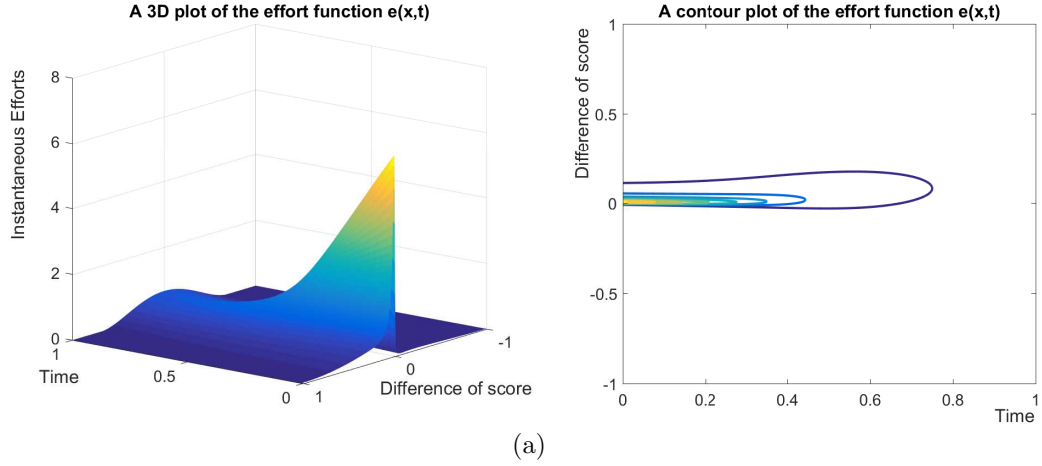 A 3D plot of the effort function e(x,t)
Instantaneous Efforts
8
6
4
2
0
1
Time
0.5
0
1
Difference of score
0
-1
A contour plot of the effort function e(x,t)
Difference of score
1
0.5
0
-0.5
-1
0
0.2
0.4
0.6
0.8
1
Time
(a)